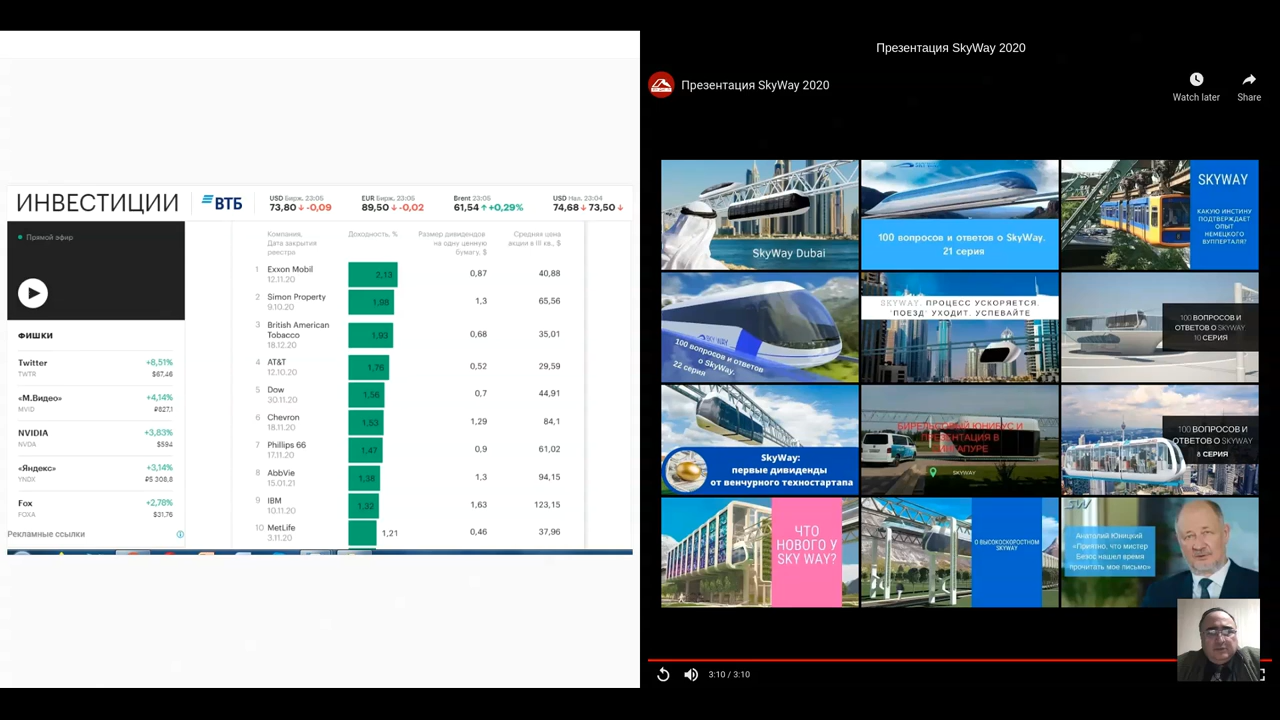 ИНВЕСТИЦИИ
ВТБ
USD Бирж. 23:05
73,80 ↓ -0,09
EUR Бирж. 23:05
89,50 ↓ -0,02
Brent 23:05
61,54 ↑ +0,29%
USD Нал. 23:04
74,68 ↓ 73,50 ↓
Прямой эфир
ФИШКИ
Twitter +8,51%
TWTR $67,46
«М.Видео» +4,14%
MVID ₽827,1
NVIDIA +3,83%
NVDA $594
«Яндекс» +3,14%
YNDX ₽5 308,8
Fox +2,78%
FOXA $31,76
Рекламные ссылки
Компания,
Дата закрытия
реестра
Доходность, %
Размер дивидендов
на одну ценную
бумагу, $
Средняя цена
акции в III кв., $
1 Exxon Mobil 2,13 0,87 40,88
12.11.20
2 Simon Property 1,98 1,3 65,56
9.10.20
3 British American
Tobacco 1,93 0,68 35,01
18.12.20
4 AT&T 1,76 0,52 29,59
12.10.20
5 Dow 1,56 0,7 44,91
30.11.20
6 Chevron 1,53 1,29 84,1
18.11.20
7 Phillips 66 1,47 0,9 61,02
17.11.20
8 AbbVie 1,38 1,3 94,15
15.01.21
9 IBM 1,32 1,63 123,15
10.11.20
10 MetLife 1,21 0,46 37,96
3.11.20
Презентация SkyWay 2020
Презентация SkyWay 2020
Watch later
Share
SkyWay Dubai
100 вопросов и ответов о SkyWay.
21 серия
SKYWAY
КАКУЮ ИСТИНУ
ПОДТВЕРЖДАЕТ
ОПЫТ
НЕМЕЦКОГО
ВУППЕРТАЛЯ?
100 вопросов и ответов
о SkyWay.
22 серия
SKYWAY. ПРОЦЕСС УСКОРЯЕТСЯ.
"ПОЕЗД" УХОДИТ. УСПЕВАЙТЕ
100 ВОПРОСОВ И
ОТВЕТОВ О SKYWAY
10 СЕРИЯ
SkyWay:
первые дивиденды
от венчурного техностартапа
БИРЕЛЬСОВЫЙ ЮНИБУС И
ПРЕЗЕНТАЦИЯ В
СИНГАПУРЕ
SKYWAY
100 ВОПРОСОВ И
ОТВЕТОВ О SKYWAY
8 СЕРИЯ
ЧТО
НОВОГО У
SKY WAY?
О ВЫСОКОСКОРОСТНОМ
SKYWAY
SW
Анатолий Юницкий
«Приятно, что мистер
Безос нашел время
прочитать мое письмо»
3:10 / 3:10